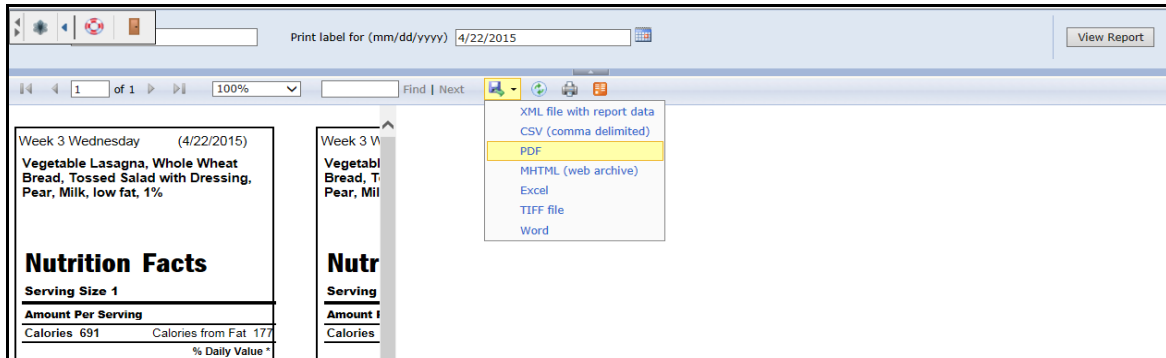 Print label for (mm/dd/yyyy) 4/22/2015
View Report
1 of 1 100% Find | Next
XML file with report data
CSV (comma delimited)
PDF
MHTML (web archive)
Excel
TIFF file
Word
Week 3 Wednesday (4/22/2015)
Vegetable Lasagna, Whole Wheat
Bread, Tossed Salad with Dressing,
Pear, Milk, low fat, 1%
Nutrition Facts
Serving Size 1
Amount Per Serving
Calories 691 Calories from Fat 177
% Daily Value *
Week 3 W
Vegetabl
Bread, T
Pear, Mil
Nutr
Serving
Amount
Calories